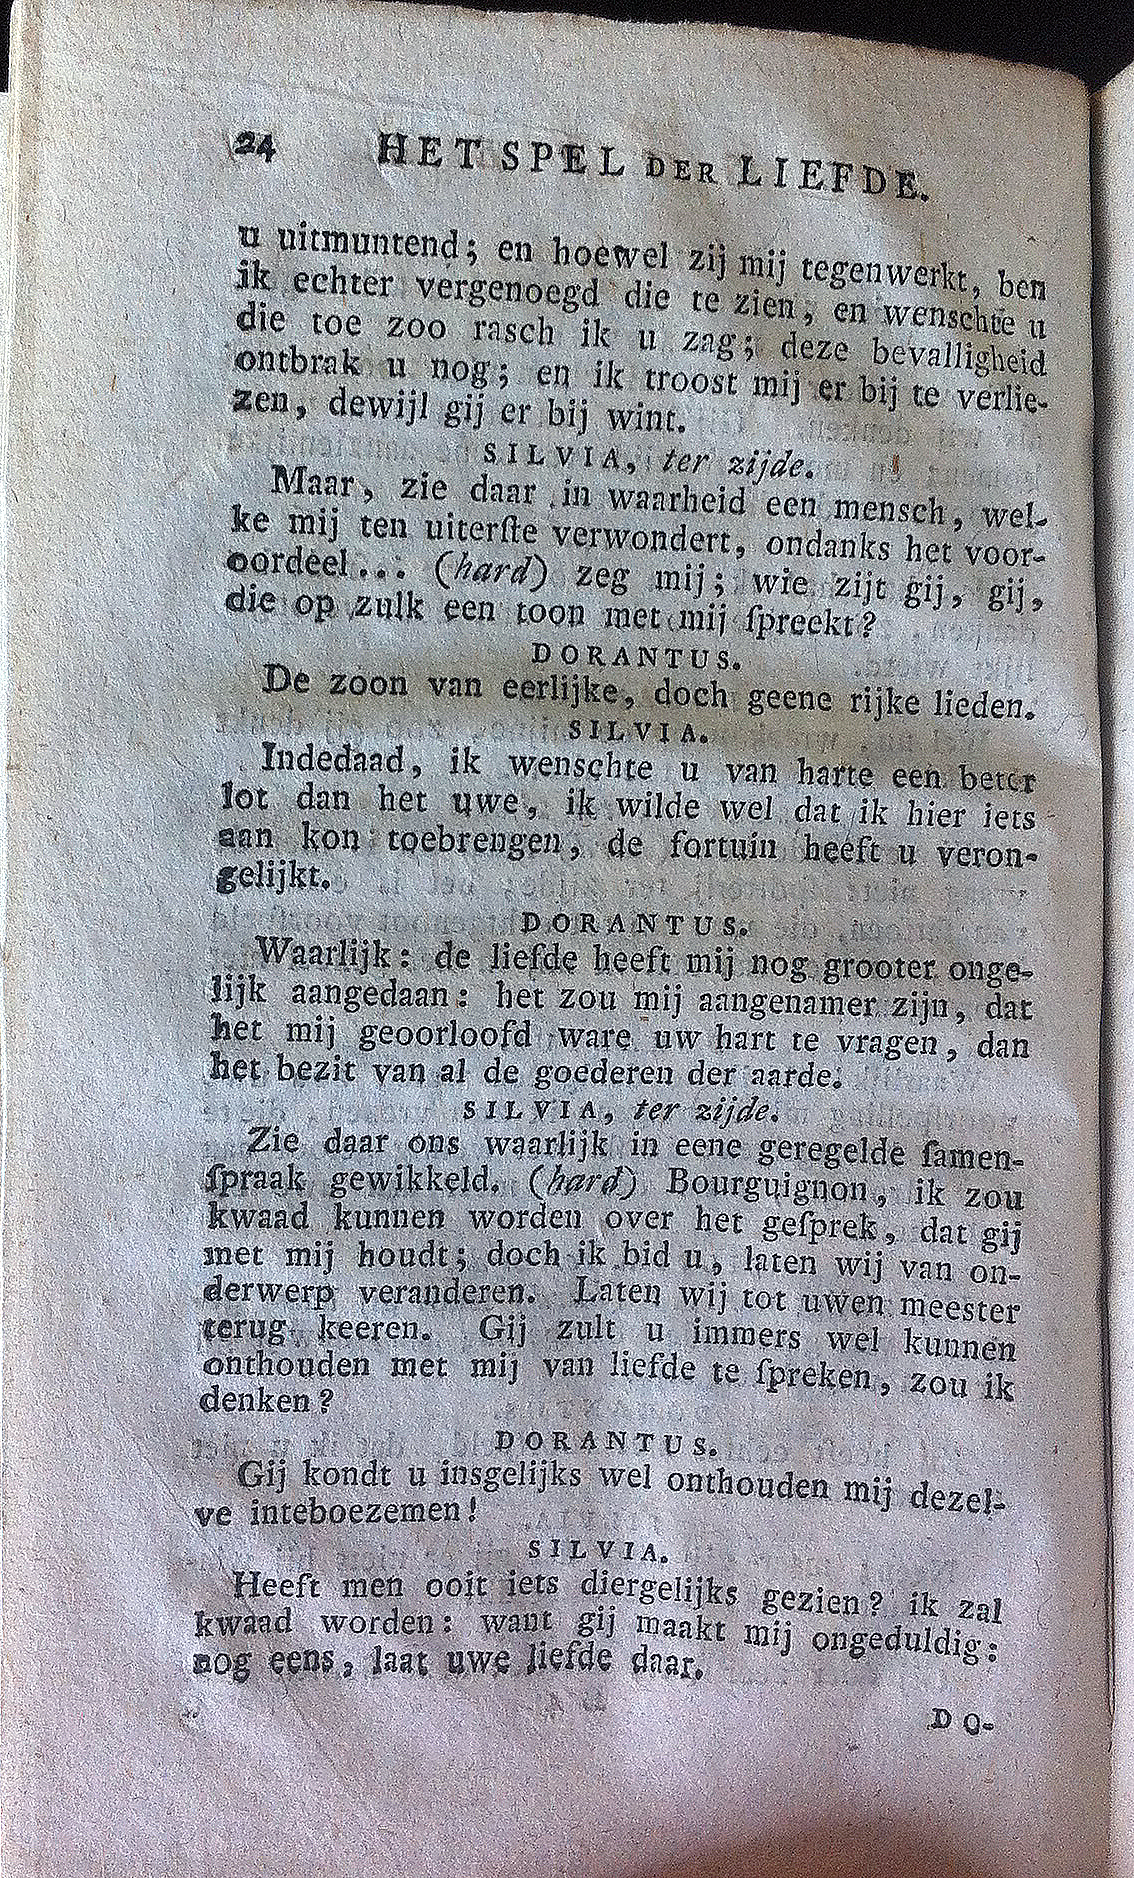 24 HET SPEL DER LIEFDE.
u uitmuntend; en hoewel zij mij tegenwerkt, ben
ik echter vergenoegd die te zien, en wenschte u
die toe zoo rasch ik u zag; deze bevalligheid
ontbrak u nog; en ik troost mij er bij te verlie-
zen, dewijl gij er bij wint.
SILVIA, ter zijde.
Maar, zie daar in waarheid een mensch, wel-
ke mij ten uiterſte verwondert, ondanks het voor-
oordeel... (hard) zeg mij; wie zijt gij, gij,
die op zulk een toon met mij ſpreekt?
DORANTUS.
De zoon van eerlijke, doch geene rijke lieden.
SILVIA.
Indedaad, ik wenschte u van harte een beter
lot dan het uwe, ik wilde wel dat ik hier iets
aan kon toebrengen, de fortuin heeft u veron-
gelijkt.
DORANTUS.
Waarlijk: de liefde heeft mij nog grooter onge-
lijk aangedaan: het zou mij aangenamer zijn, dat
het mij geoorloofd ware uw hart te vragen, dan
het bezit van al de goederen der aarde.
SILVIA, ter zijde.
Zie daar ons waarlijk in eene geregelde ſamen-
ſpraak gewikkeld. (hard) Bourguignon, ik zou
kwaad kunnen worden over het geſprek, dat gij
met mij houdt; doch ik bid u, laten wij van on-
derwerp veranderen. Laten wij tot uwen meester
terug keeren. Gij zult u immers wel kunnen
onthouden met mij van liefde te ſpreken, zou ik
denken?
DORANTUS.
Gij kondt u insgelijks wel onthouden mij dezel-
ve inteboezemen!
SILVIA.
Heeft men ooit iets diergelijks gezien? ik zal
kwaad worden: want gij maakt mij ongeduldig:
nog eens, laat uwe liefde daar.
DO-